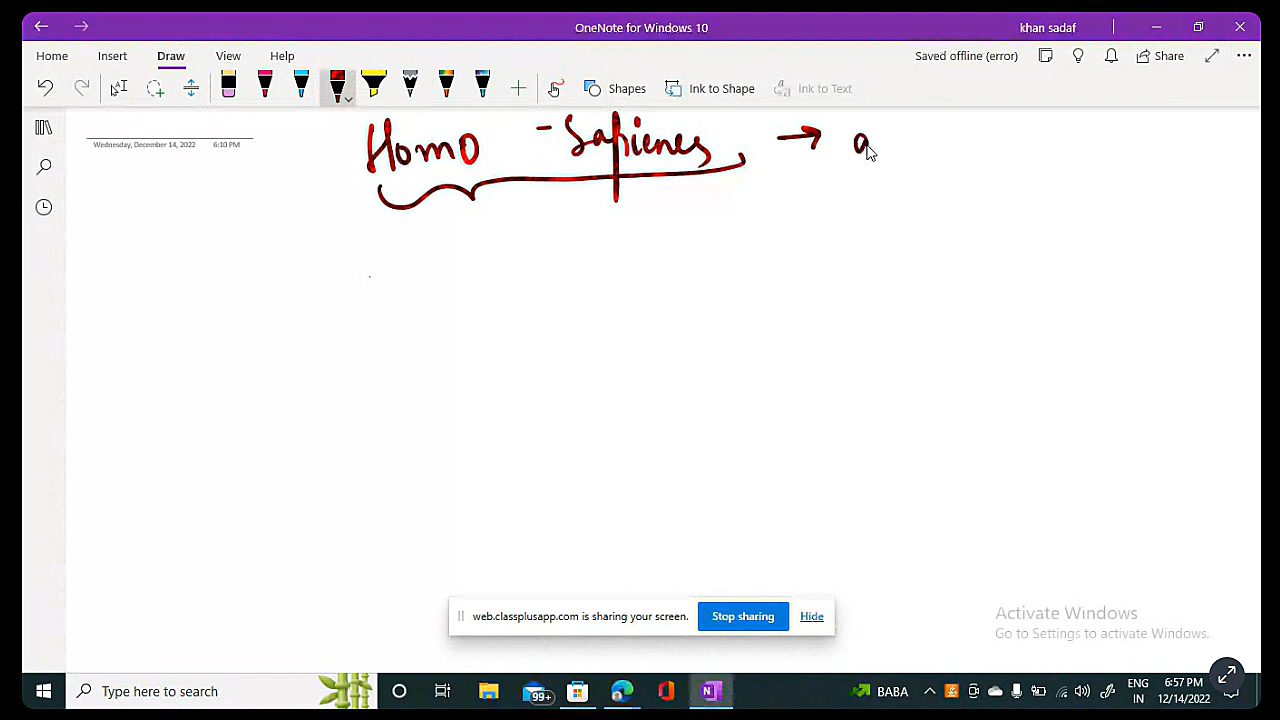 OneNote for Windows 10
khan sadaf
Home Insert Draw View Help
Saved offline (error) Share
Shapes Ink to Shape Ink to Text
Wednesday, December 14, 2022 6:10 PM
Homo - Sapienes → a
web.classplusapp.com is sharing your screen. Stop sharing Hide
Activate Windows
Go to Settings to activate Windows.
Type here to search
99+
BABA
ENG
IN
6:57 PM
12/14/2022